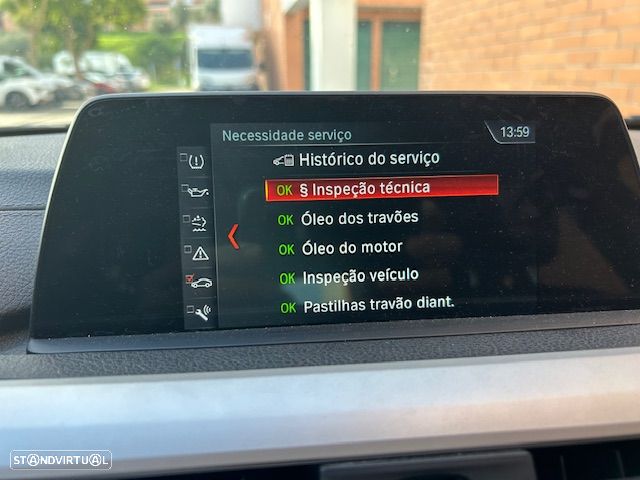 Necessidade serviço
13:59
Histórico do serviço
OK § Inspeção técnica
OK Óleo dos travões
OK Óleo do motor
OK Inspeção veículo
OK Pastilhas travão diant.
STANDVIRTUAL